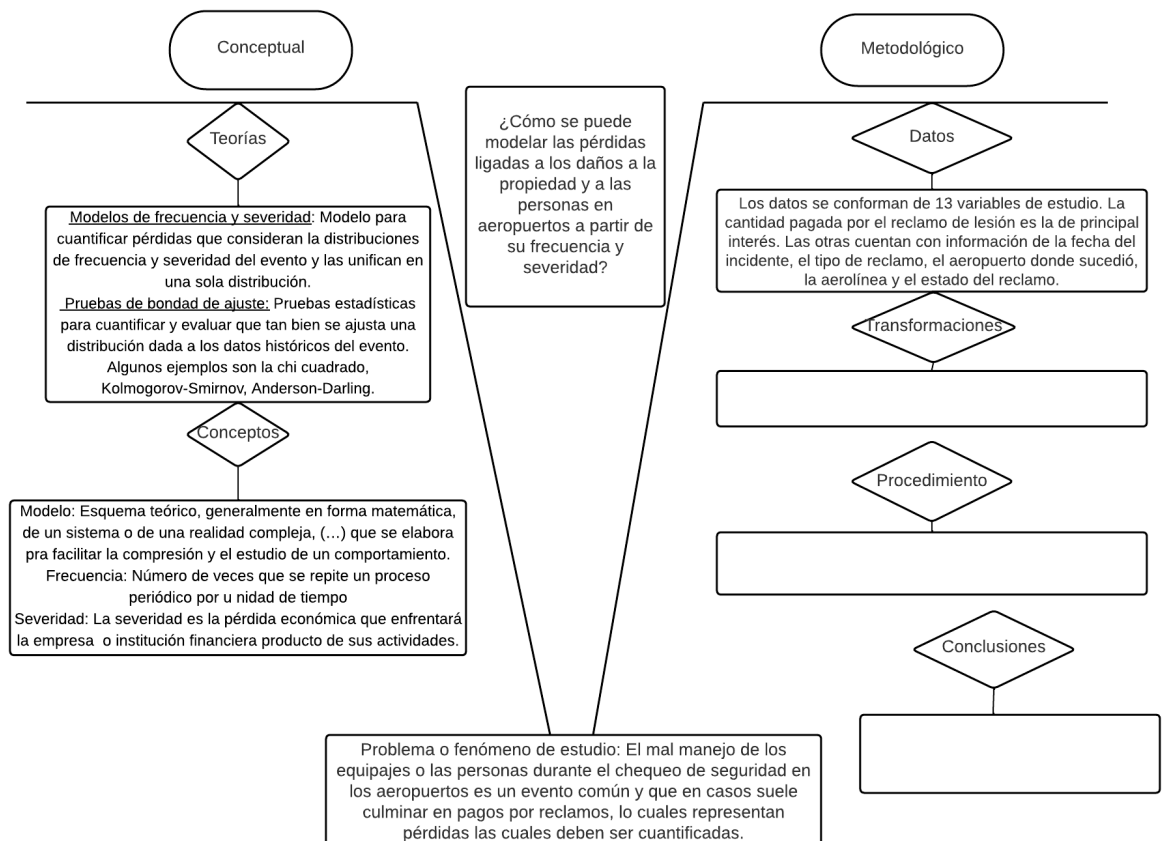 Conceptual
Teorías
Modelos de frecuencia y severidad: Modelo para
cuantificar pérdidas que consideran la distribuciones
de frecuencia y severidad del evento y las unifican en
una sola distribución.
Pruebas de bondad de ajuste: Pruebas estadísticas
para cuantificar y evaluar que tan bien se ajusta una
distribución dada a los datos históricos del evento.
Algunos ejemplos son la chi cuadrado,
Kolmogorov-Smirnov, Anderson-Darling.
Conceptos
Modelo: Esquema teórico, generalmente en forma matemática,
de un sistema o de una realidad compleja, (…) que se elabora
pra facilitar la compresión y el estudio de un comportamiento.
Frecuencia: Número de veces que se repite un proceso
periódico por u nidad de tiempo
Severidad: La severidad es la pérdida económica que enfrentará
la empresa o institución financiera producto de sus actividades.
¿Cómo se puede
modelar las pérdidas
ligadas a los daños a la
propiedad y a las
personas en
aeropuertos a partir de
su frecuencia y
severidad?
Metodológico
Datos
Los datos se conforman de 13 variables de estudio. La
cantidad pagada por el reclamo de lesión es la de principal
interés. Las otras cuentan con información de la fecha del
incidente, el tipo de reclamo, el aeropuerto donde sucedió,
la aerolínea y el estado del reclamo.
Transformaciones
Procedimiento
Conclusiones
Problema o fenómeno de estudio: El mal manejo de los
equipajes o las personas durante el chequeo de seguridad en
los aeropuertos es un evento común y que en casos suele
culminar en pagos por reclamos, lo cuales representan
pérdidas las cuales deben ser cuantificadas.